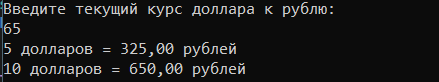 Введите текущий курс доллара к рублю:
65
5 долларов = 325,00 рублей
10 долларов = 650,00 рублей